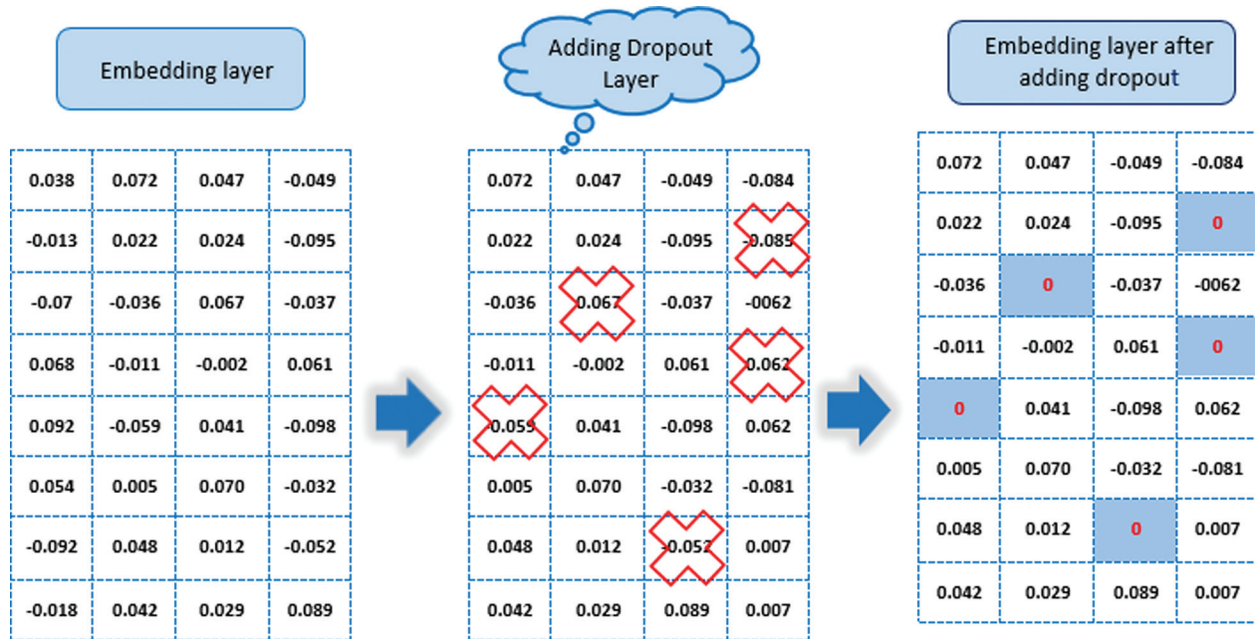 Embedding layer
Adding Dropout
Layer
Embedding layer after
adding dropout
0.038 0.072 0.047 -0.049
-0.013 0.022 0.024 -0.095
-0.07 -0.036 0.067 -0.037
0.068 -0.011 -0.002 0.061
0.092 -0.059 0.041 -0.098
0.054 0.005 0.070 -0.032
-0.092 0.048 0.012 -0.052
-0.018 0.042 0.029 0.089
0.072 0.047 -0.049 -0.084
0.022 0.024 -0.095 -0.085
-0.036 0.067 -0.037 -0062
-0.011 -0.002 0.061 0.062
-0.059 0.041 -0.098 0.062
0.005 0.070 -0.032 -0.081
0.048 0.012 -0.052 0.007
0.042 0.029 0.089 0.007
0.072 0.047 -0.049 -0.084
0.022 0.024 -0.095 0
-0.036 0 -0.037 -0062
-0.011 -0.002 0.061 0
0 0.041 -0.098 0.062
0.005 0.070 -0.032 -0.081
0.048 0.012 0 0.007
0.042 0.029 0.089 0.007